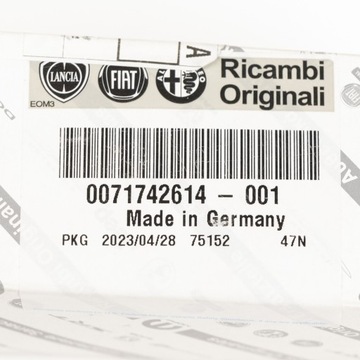 A
LANCIA FIAT Ricambi
EOM3 Originali
0071742614 - 001
Made in Germany
PKG 2023/04/28 75152 47N